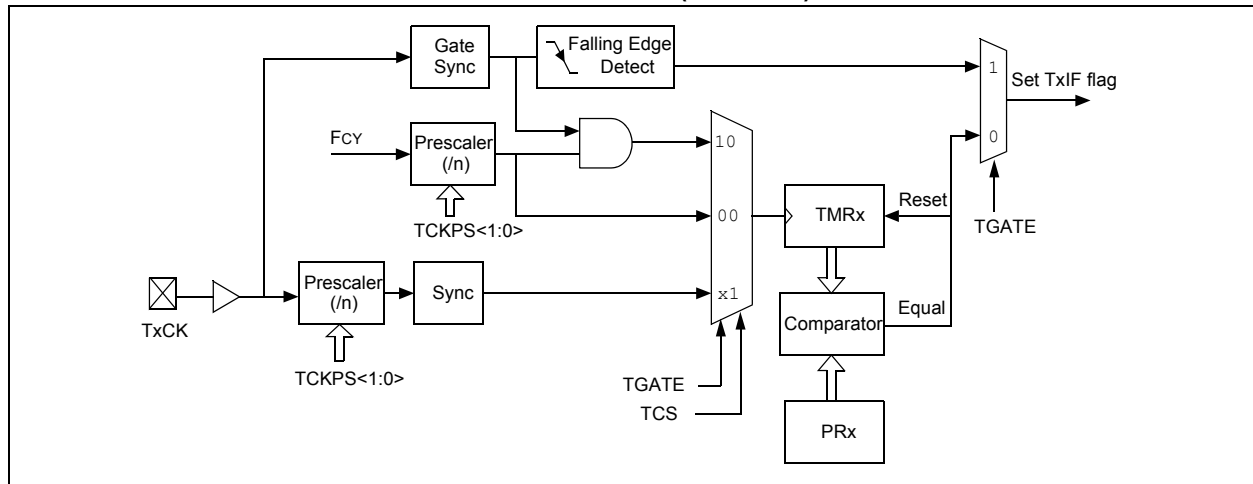 Gate
Sync
Falling Edge
Detect
1
Set TxIF flag
0
TGATE
FCY
Prescaler
(/n)
TCKPS<1:0>
10
00
x1
TMRx
Reset
TxCK
Prescaler
(/n)
TCKPS<1:0>
Sync
Comparator
Equal
TGATE
TCS
PRx